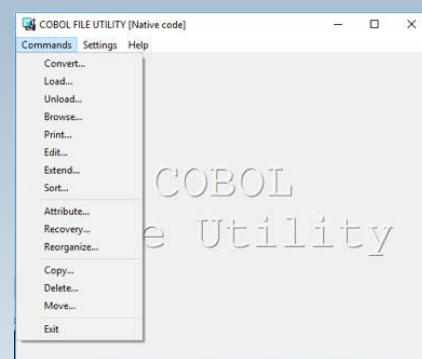 COBOL FILE UTILITY [Native code]
Commands Settings Help
Convert...
Load...
Unload...
Browse...
Print...
Edit...
Extend...
Sort...
Attribute...
Recovery...
Reorganize...
Copy...
Delete...
Move...
Exit
COBOL
e Utility